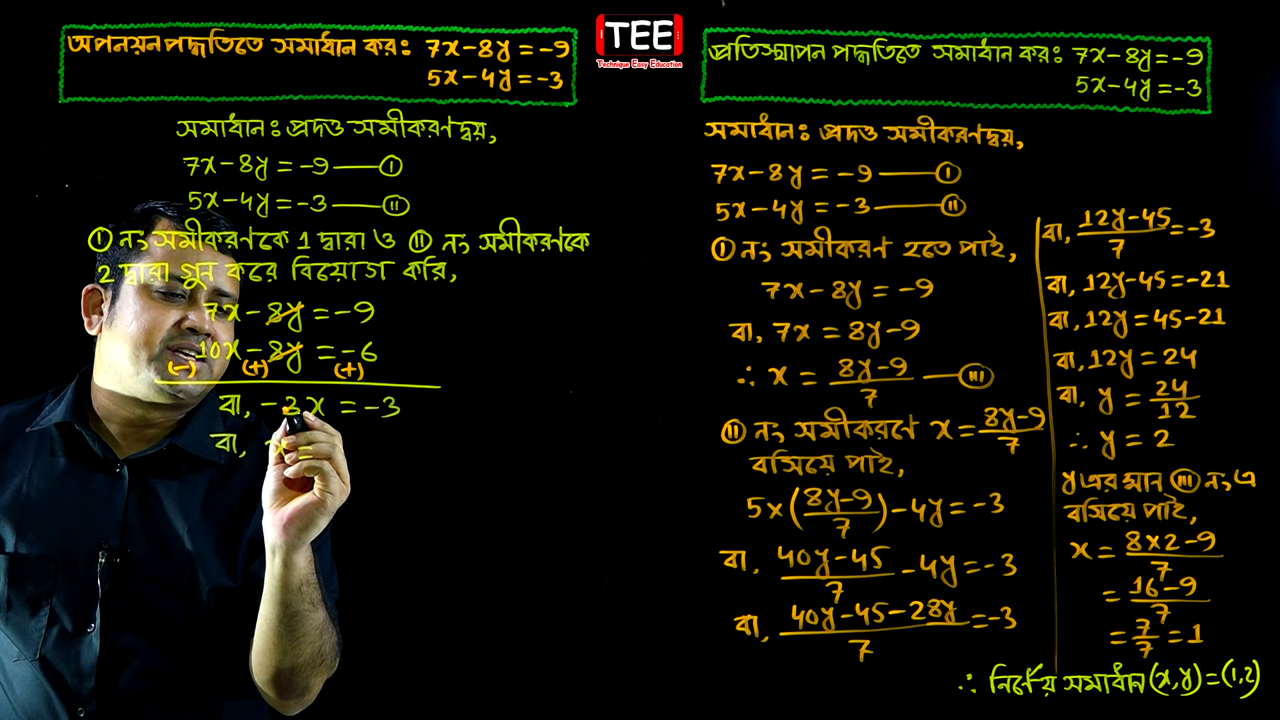 অপনয়ন পদ্ধতিতে সমাধান কর: 7x-8y=-9
5x-4y=-3
সমাধান: প্রদত্ত সমীকরণদ্বয়,
7x-8y=-9 —— (I)
5x-4y=-3 —— (II)
(I) নং সমীকরণকে 1 দ্বারা ও (II) নং সমীকরণকে
2 দ্বারা গুন করে বিয়োগ করি,
7x-8y=-9
10x-8y=-6
(-) (+) (+)
বা, -3x=-3
বা, x=
TEE
Technique Easy Education
প্রতিস্থাপন পদ্ধতিতে সমাধান কর: 7x-8y=-9
5x-4y=-3
সমাধান: প্রদত্ত সমীকরণদ্বয়,
7x-8y=-9 —— (I)
5x-4y=-3 —— (II)
(I) নং সমীকরণ হতে পাই,
7x-8y=-9
বা, 7x=8y-9
∴ x = (8y-9)/7 —— (III)
(II) নং সমীকরণে x=(8y-9)/7
বসিয়ে পাই,
5×((8y-9)/7)-4y=-3
বা, (40y-45)/7 -4y=-3
বা, (40y-45-28y)/7 =-3
বা, (12y-45)/7 =-3
বা, 12y-45=-21
বা, 12y=45-21
বা, 12y=24
বা, y=24/12
∴ y=2
y এর মান (III) নং এ
বসিয়ে পাই,
x = (8×2-9)/7
= (16-9)/7
= 7/7 = 1
∴ নির্ণেয় সমাধান (x,y)=(1,2)